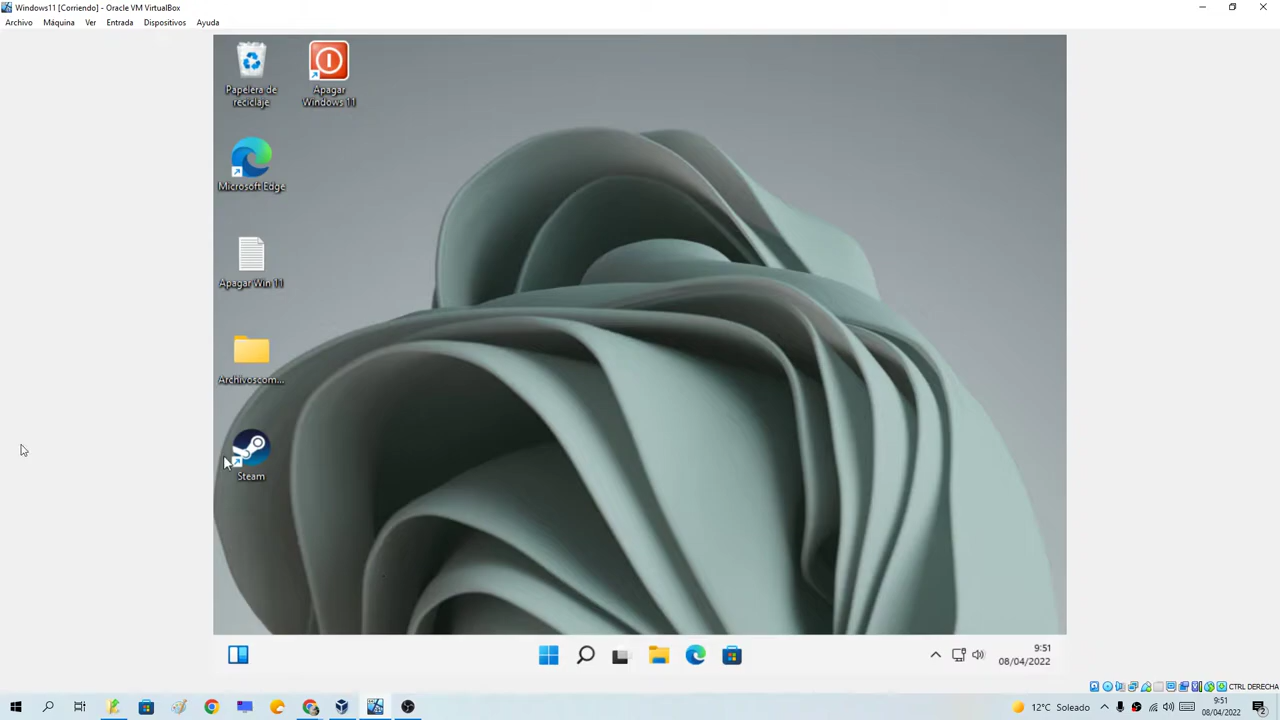 Windows11 [Corriendo] - Oracle VM VirtualBox
Archivo Máquina Ver Entrada Dispositivos Ayuda
Papelera de
reciclaje
Apagar
Windows 11
Microsoft Edge
Apagar Win 11
Archivoscom...
Steam
9:51
08/04/2022
CTRL DERECHA
12°C Soleado
9:51
08/04/2022
2